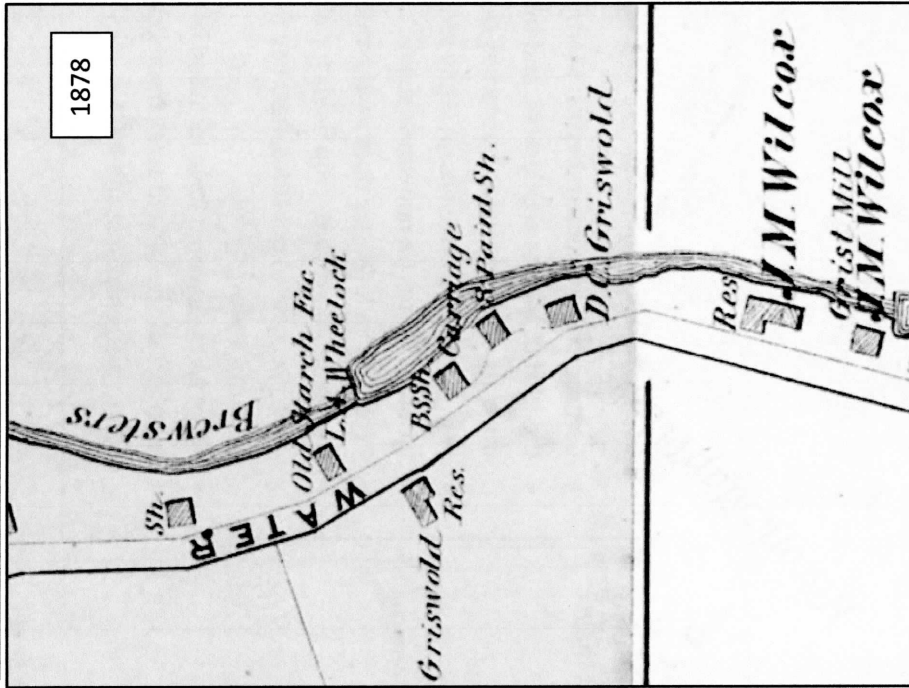 1878
Brewsters
Sh.
WATER
Old Starch Fac.
L. A. Wheelock
B.S.Sh.
Carriage
& Paint Sh.
Griswold
Res.
D. C. Griswold
Res.
J. M. Wilcox
Grist Mill
J. M. Wilcox